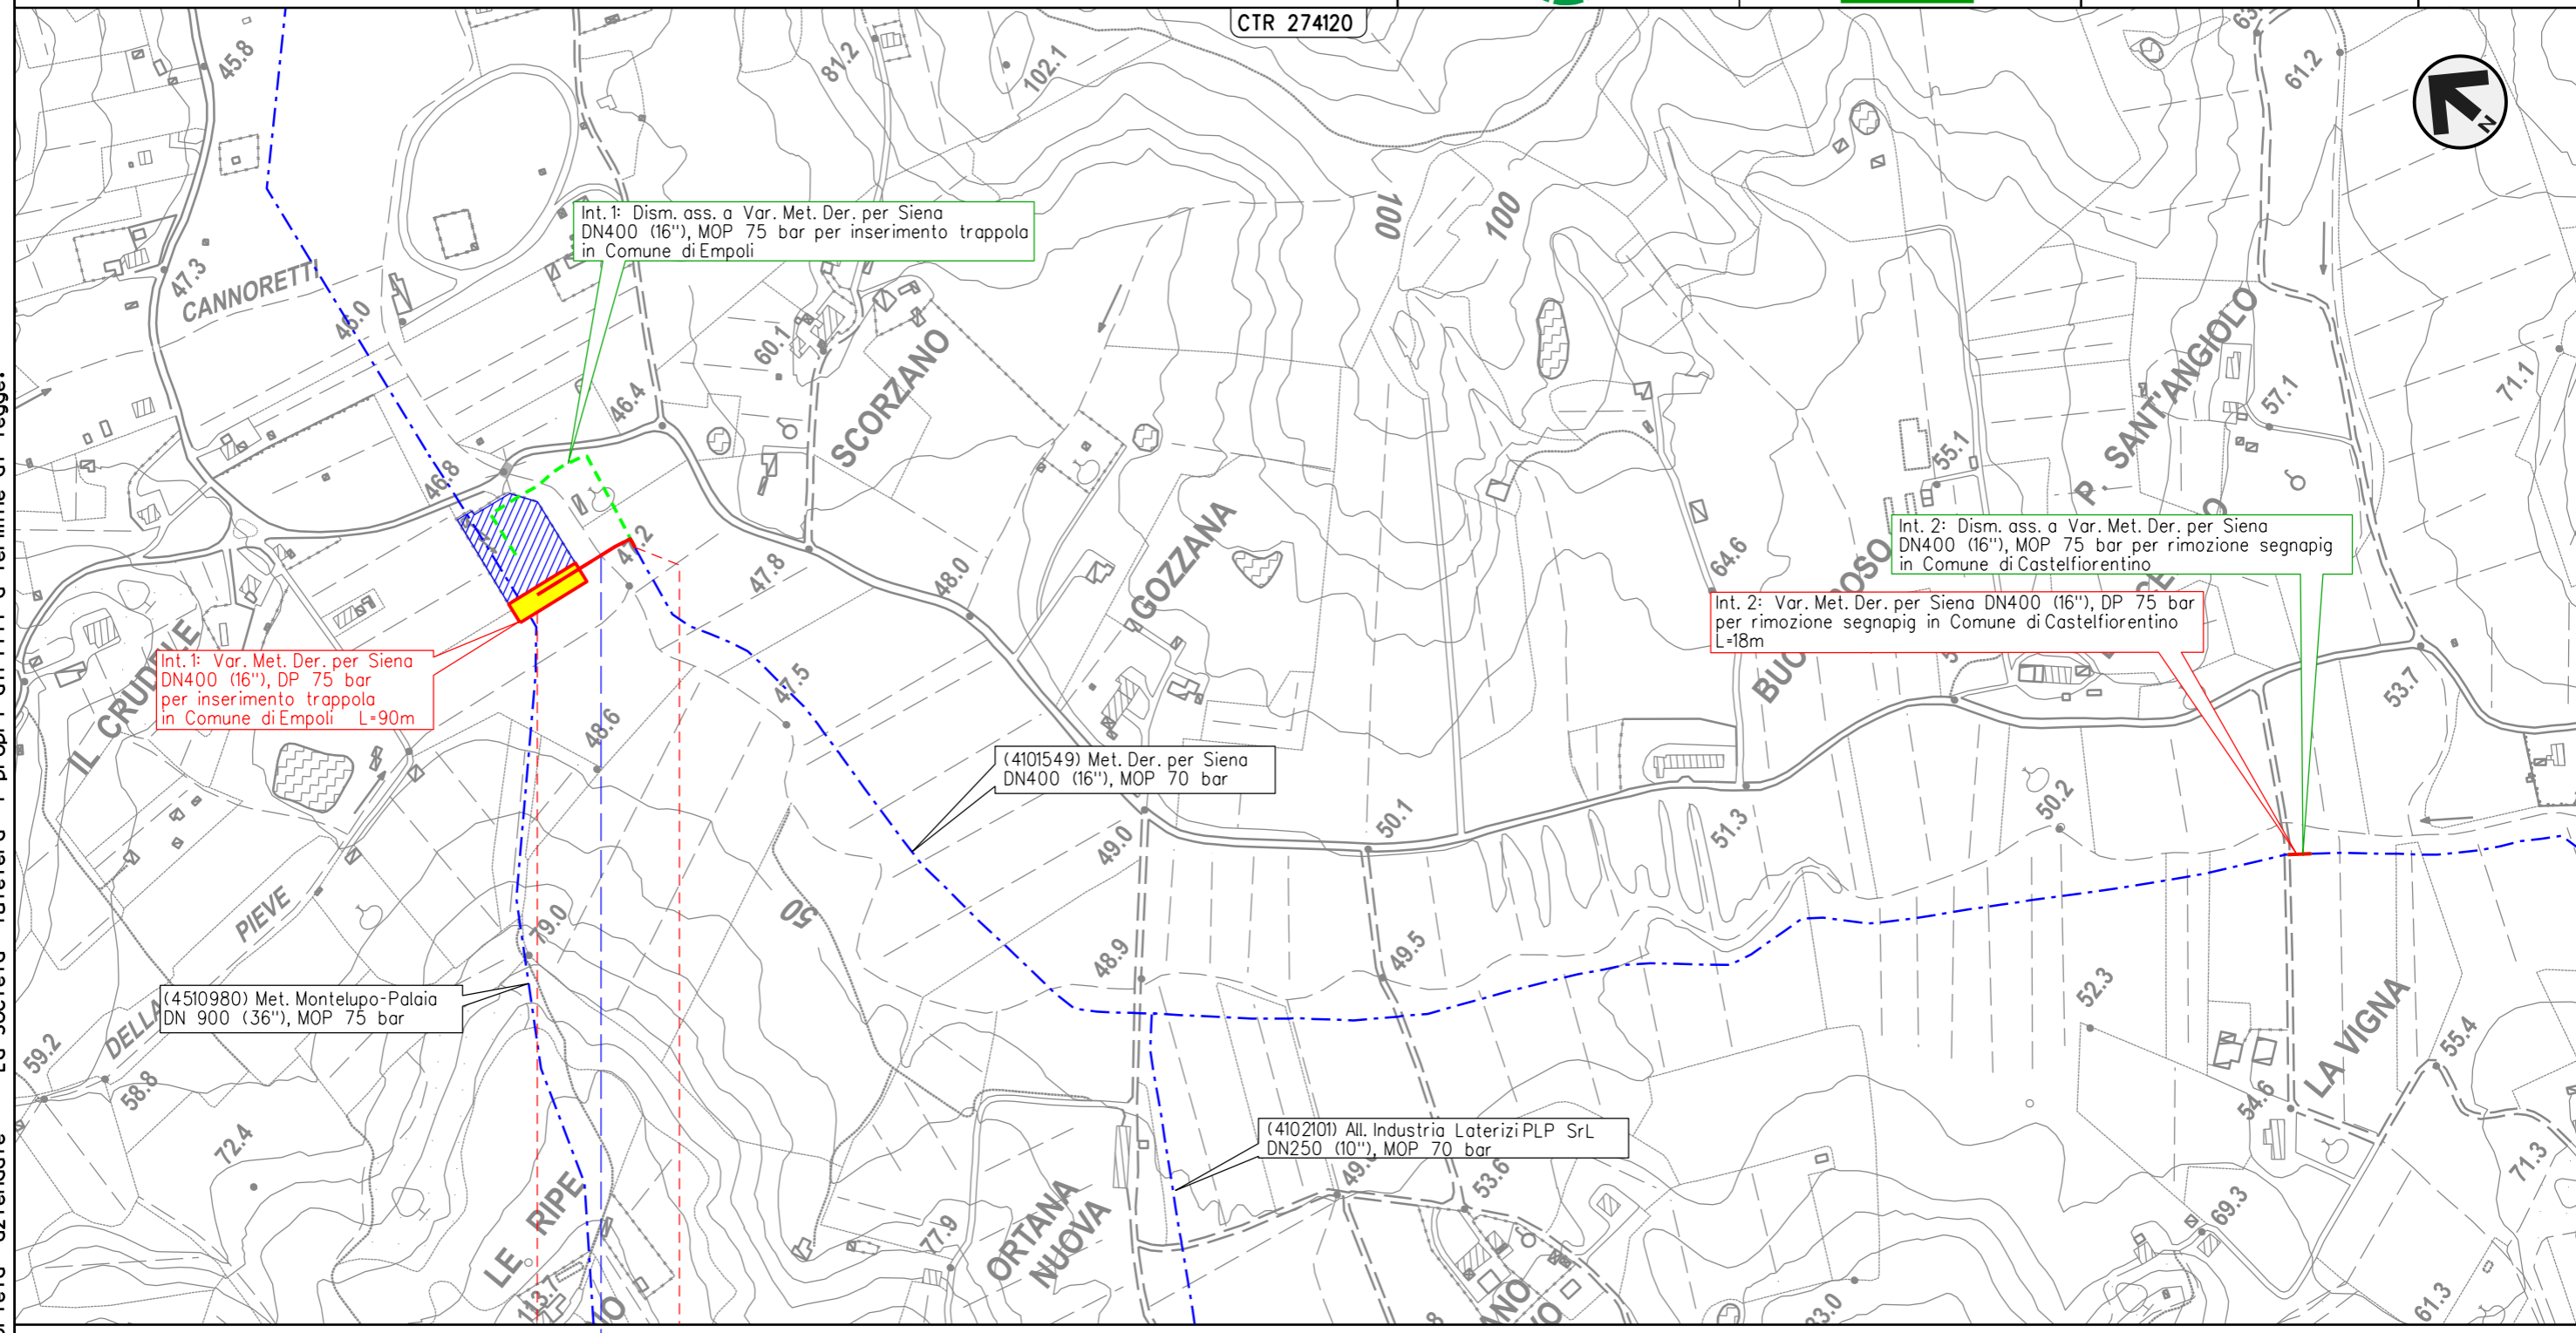 CTR 274120
45.8
81.2
102.1
61.2
N
100
100
Int. 1: Dism. ass. a Var. Met. Der. per Siena
DN400 (16"), MOP 75 bar per inserimento trappola
in Comune di Empoli
47.3
CANNORETTI
46.0
60.1
SCORZANO
46.4
46.8
47.2
47.8
48.0
GOZZANA
64.6
55.1
P. SANT'ANGIOLO
57.1
71.1
Int. 2: Dism. ass. a Var. Met. Der. per Siena
DN400 (16"), MOP 75 bar per rimozione segnapig
in Comune di Castelfiorentino
Int. 2: Var. Met. Der. per Siena DN400 (16"), DP 75 bar
per rimozione segnapig in Comune di Castelfiorentino
L=18m
IL CRUDELE
Int. 1: Var. Met. Der. per Siena
DN400 (16"), DP 75 bar
per inserimento trappola
in Comune di Empoli L=90m
47.5
48.6
53.7
(4101549) Met. Der. per Siena
DN400 (16"), MOP 70 bar
49.0
50.1
51.3
50.2
50
PIEVE
DELLA
79.0
48.9
49.5
52.3
(4510980) Met. Montelupo-Palaia
DN 900 (36"), MOP 75 bar
59.2
58.8
72.4
LA VIGNA
55.4
54.6
(4102101) All. Industria Laterizi PLP SrL
DN250 (10"), MOP 70 bar
53.6
71.3
69.3
LE RIPE
77.9
ORTANA
NUOVA
113.7
61.3